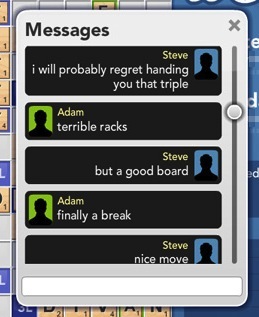 Messages
Steve
i will probably regret handing
you that triple
Adam
terrible racks
Steve
but a good board
Adam
finally a break
Steve
nice move
D I V A N